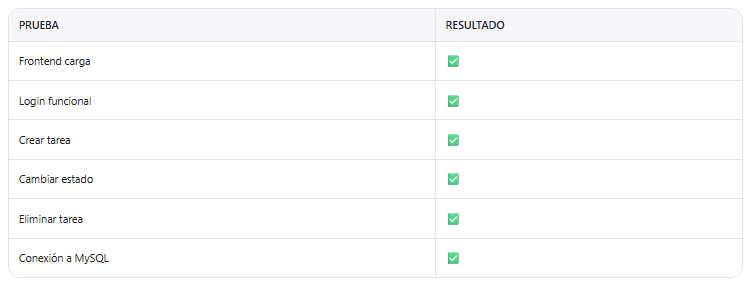 PRUEBA RESULTADO
Frontend carga ✅
Login funcional ✅
Crear tarea ✅
Cambiar estado ✅
Eliminar tarea ✅
Conexión a MySQL ✅